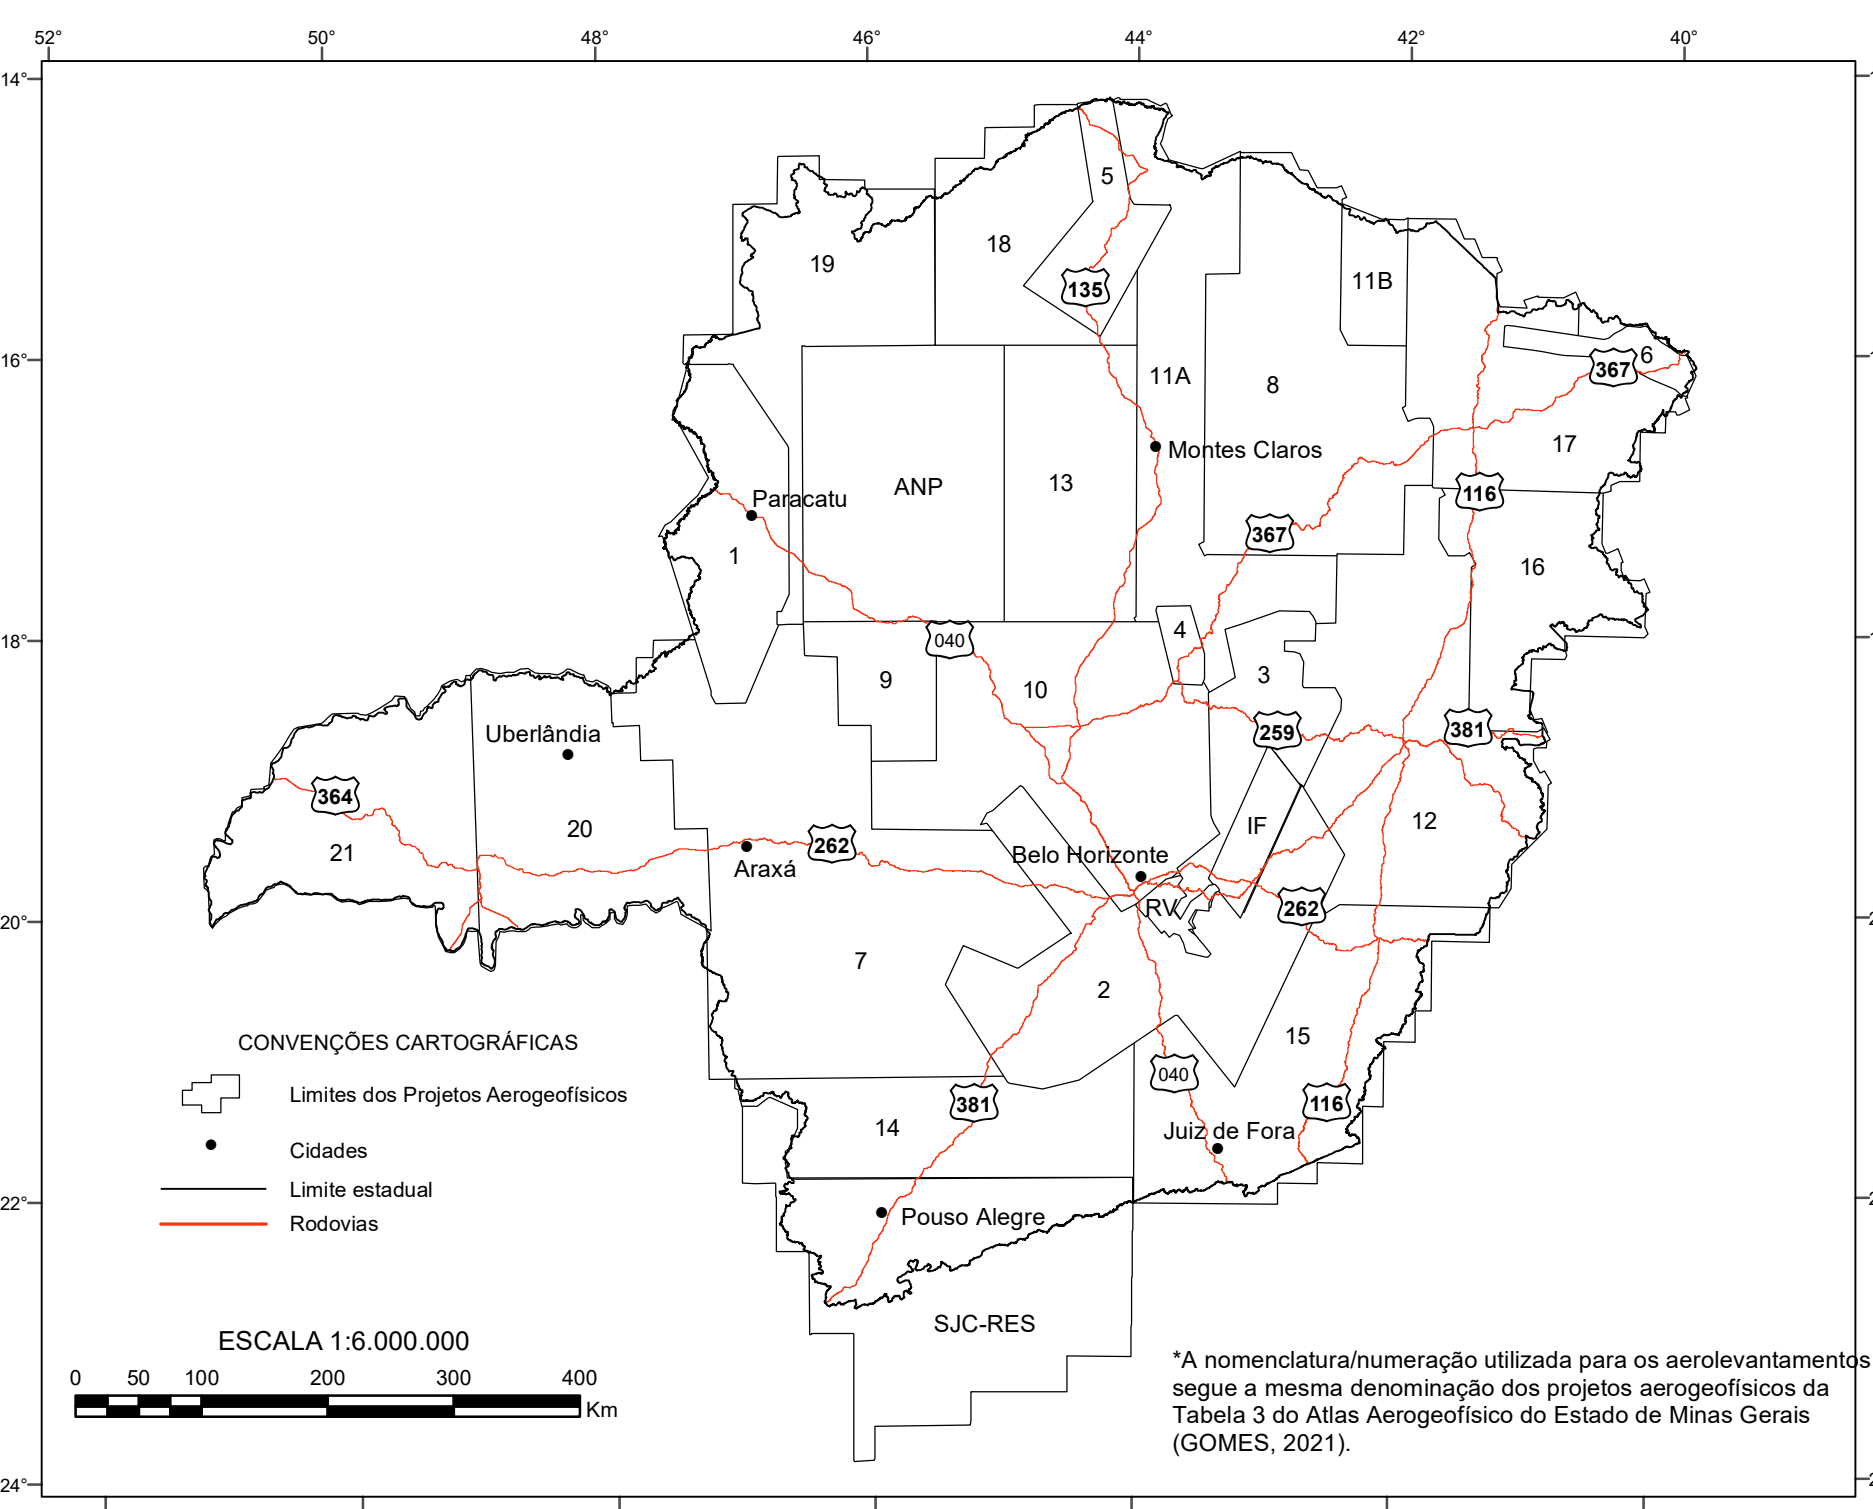 52° 50° 48° 46° 44° 42° 40°
14°
5
18
19
11B
135
16°
6
367
11A
8
17
Montes Claros
ANP
13
116
Paracatu
367
1
16
4
18°
040
9
10
3
381
259
Uberlândia
364
20
IF
12
262
21
Belo Horizonte
Araxá
RV
262
20°
7
2
15
CONVENÇÕES CARTOGRÁFICAS
Limites dos Projetos Aerogeofísicos
040
381
116
14
Juiz de Fora
Cidades
Limite estadual
22°
Pouso Alegre
Rodovias
SJC-RES
ESCALA 1:6.000.000
0 50 100 200 300 400
Km
*A nomenclatura/numeração utilizada para os aerolevantamentos
segue a mesma denominação dos projetos aerogeofísicos da
Tabela 3 do Atlas Aerogeofísico do Estado de Minas Gerais
(GOMES, 2021).
24°